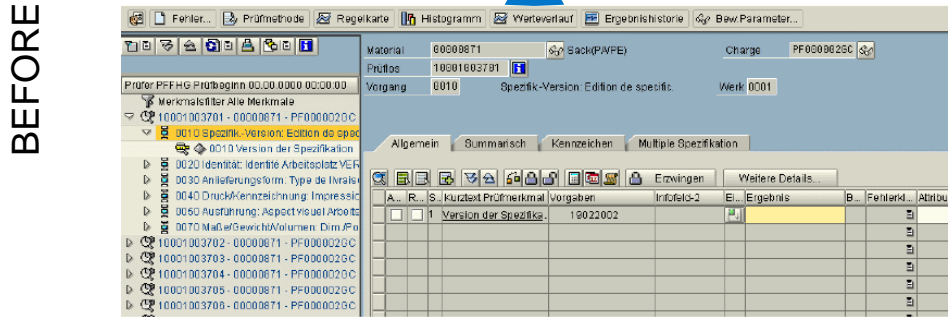 BEFORE
Fehler... Prüfmethode Regelkarte Histogramm Werteverlauf Ergebnishistorie Bew.Parameter...
Material 00000871 Sack(PA/PE) Charge PF000002GC
Prüflos 10001003701
Vorgang 0010 Spezifik-Version: Edition de specific. Werk 0001
Prüfer PFFHG Prüfbeginn 00.00.0000 00:00:00
Merkmalsfilter Alle Merkmale
10001003701 - 00000871 - PF000002GC
0010 Spezifik.-Version: Edition de spec
0010 Version der Spezifikation
0020 Identität: Identité Arbeitsplatz VER
0030 Anlieferungsform: Type de livrais
0040 Druck/Kennzeichnung: Impressic
0050 Ausführung: Aspect visuel Arbeits
0070 Maße/Gewicht/Volumen: Dim./Po
10001003702 - 00000871 - PF000002GC
10001003703 - 00000871 - PF000002GC
10001003704 - 00000871 - PF000002GC
10001003705 - 00000871 - PF000002GC
10001003706 - 00000871 - PF000002GC
Allgemein Summarisch Kennzeichen Multiple Spezifikation
Erzwingen Weitere Details...
A.. R... S.. Kurztext Prüfmerkmal Vorgaben Infofeld-2 Ei... Ergebnis B... Fehlerkl... Attribu
1 Version der Spezifika. 19022002